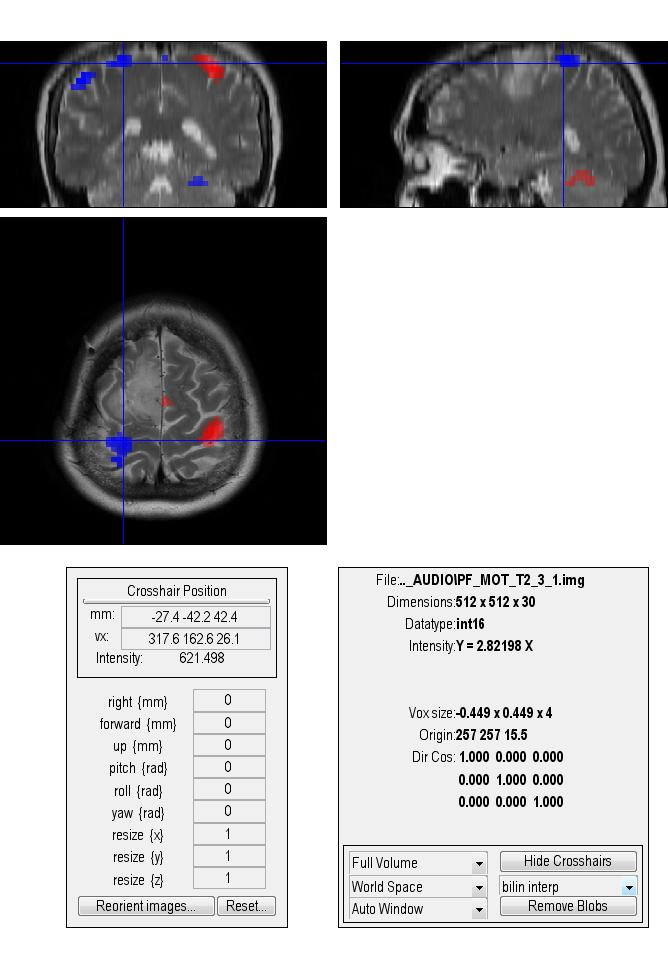 Crosshair Position
mm: -27.4 -42.2 42.4
vx: 317.6 162.6 26.1
Intensity: 621.498
right {mm} 0
forward {mm} 0
up {mm} 0
pitch {rad} 0
roll {rad} 0
yaw {rad} 0
resize {x} 1
resize {y} 1
resize {z} 1
Reorient images... Reset...
File:.._AUDIO\PF_MOT_T2_3_1.img
Dimensions:512 x 512 x 30
Datatype:int16
Intensity:Y = 2.82198 X
Vox size:-0.449 x 0.449 x 4
Origin:257 257 15.5
Dir Cos: 1.000 0.000 0.000
0.000 1.000 0.000
0.000 0.000 1.000
Full Volume Hide Crosshairs
World Space bilin interp
Auto Window Remove Blobs